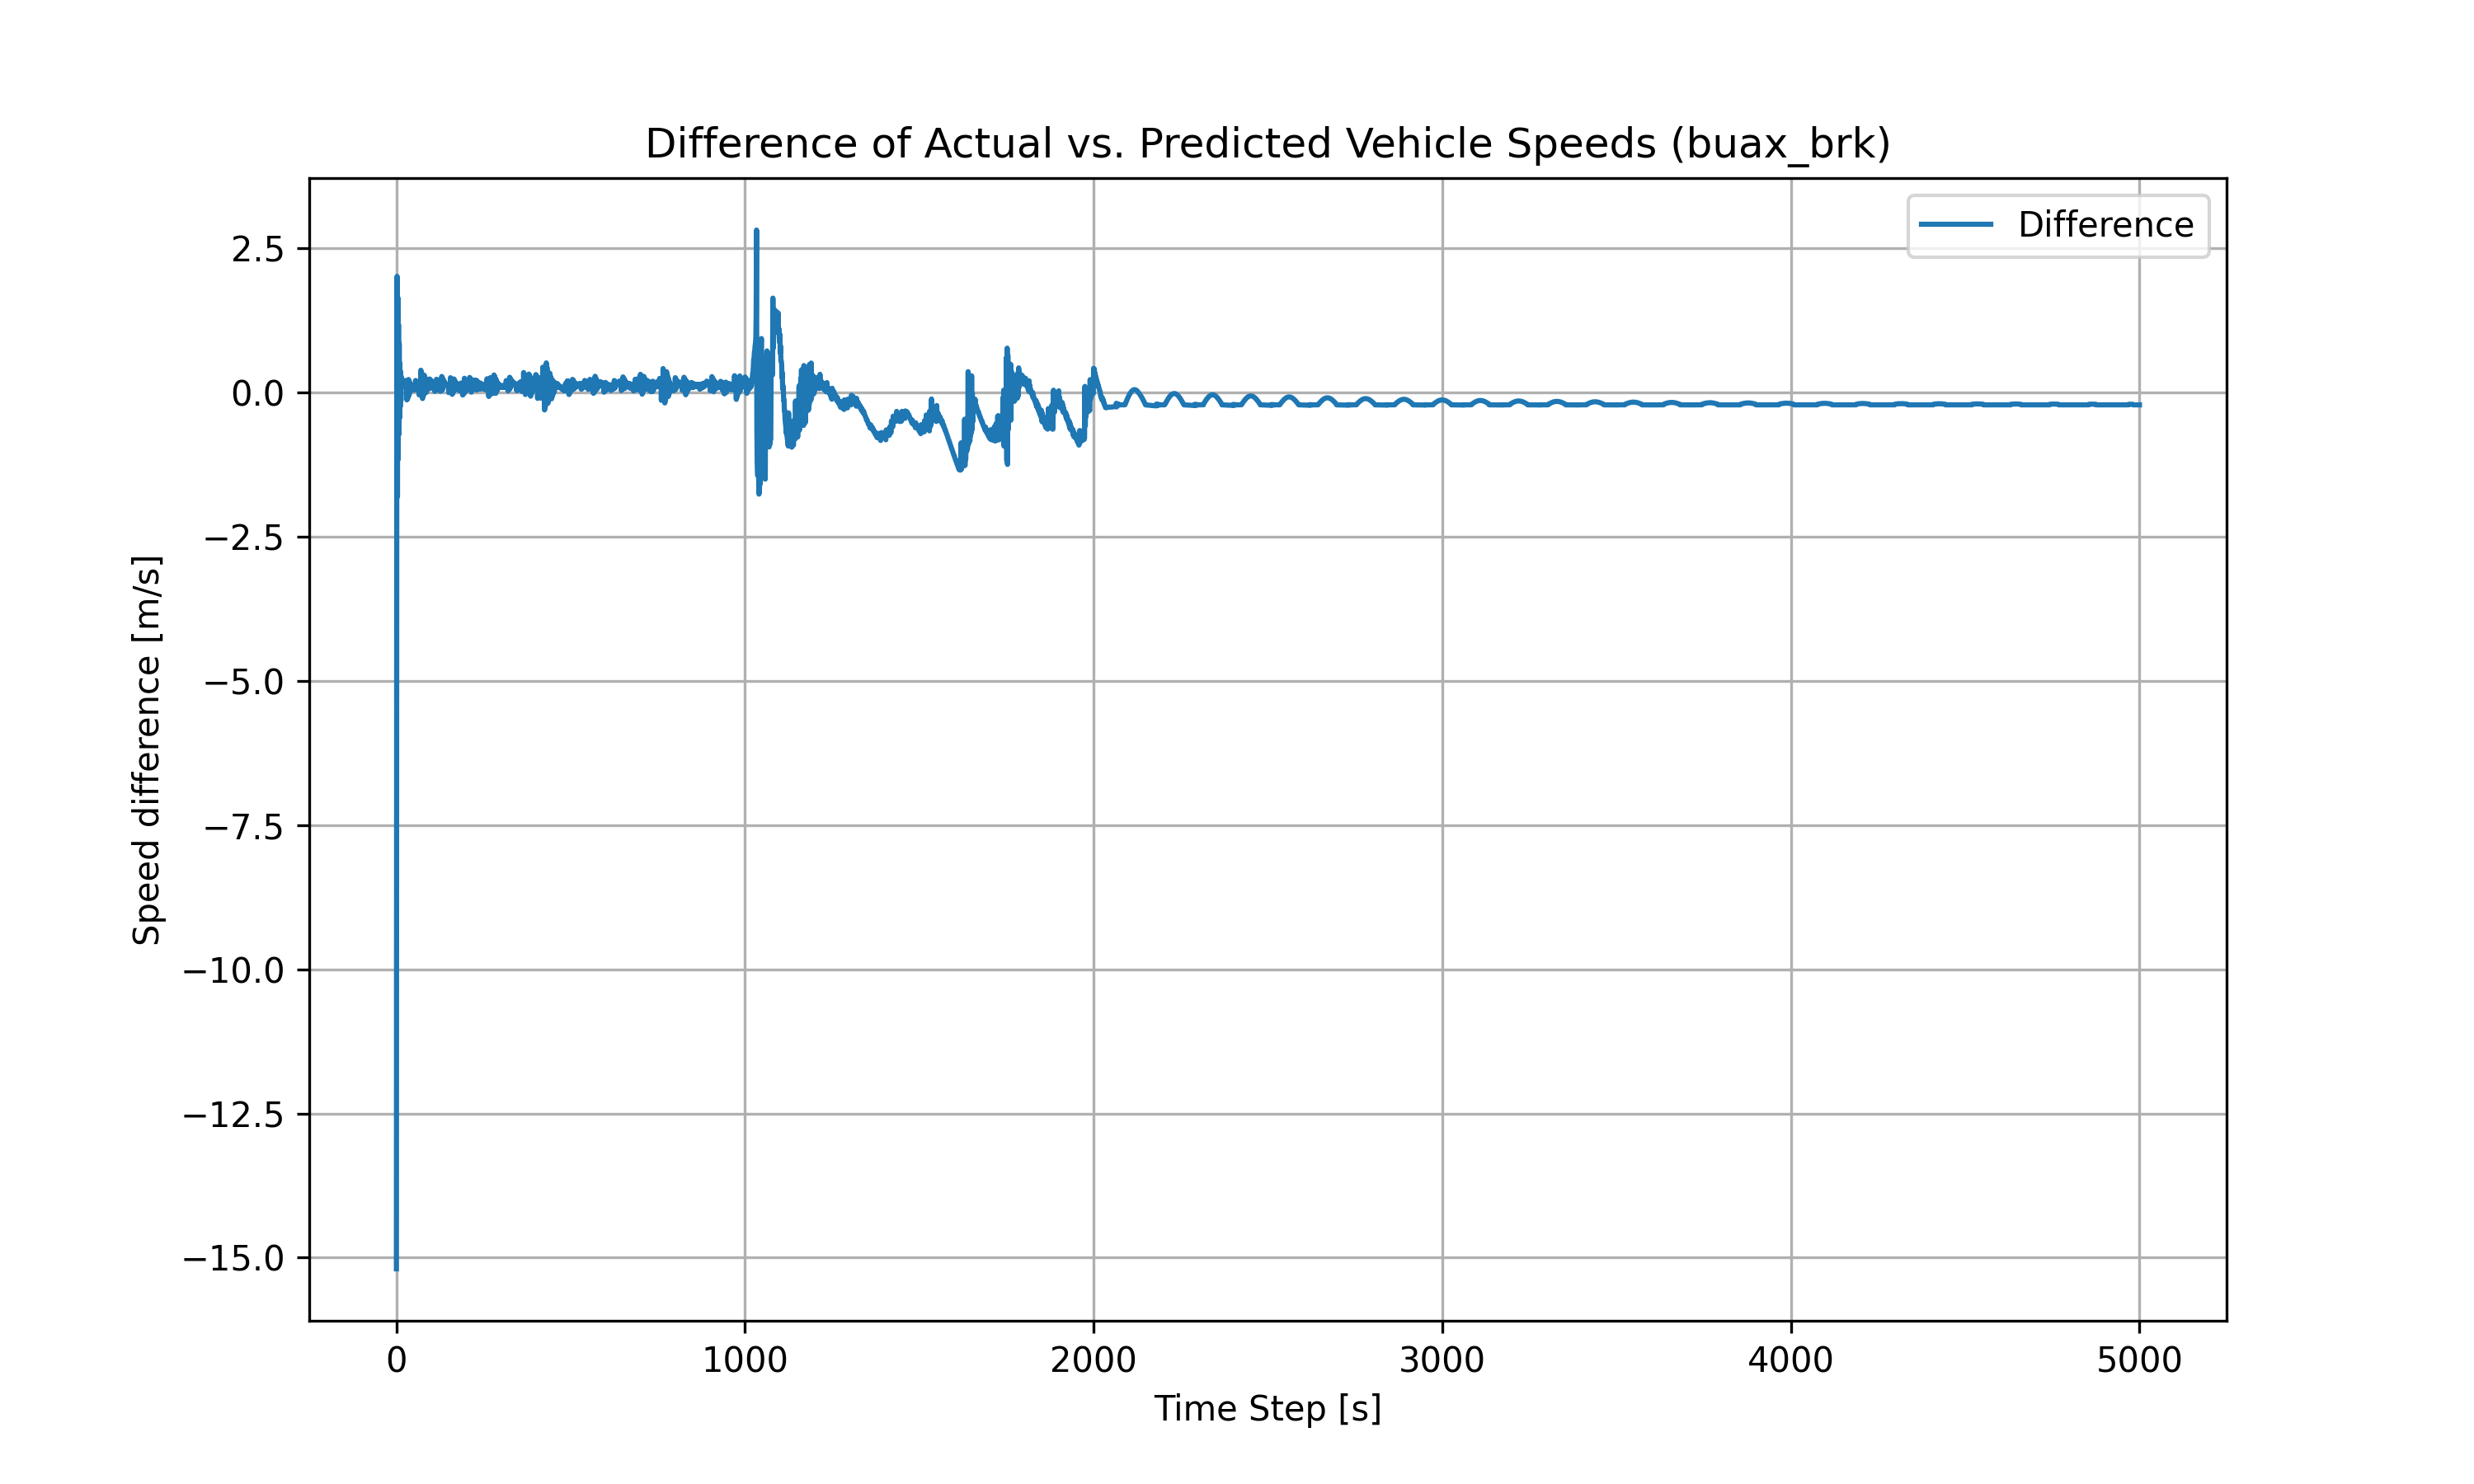 Difference of Actual vs. Predicted Vehicle Speeds (buax_brk)
Difference
2.5
0.0
−2.5
−5.0
−7.5
−10.0
−12.5
−15.0
Speed difference [m/s]
0 1000 2000 3000 4000 5000
Time Step [s]